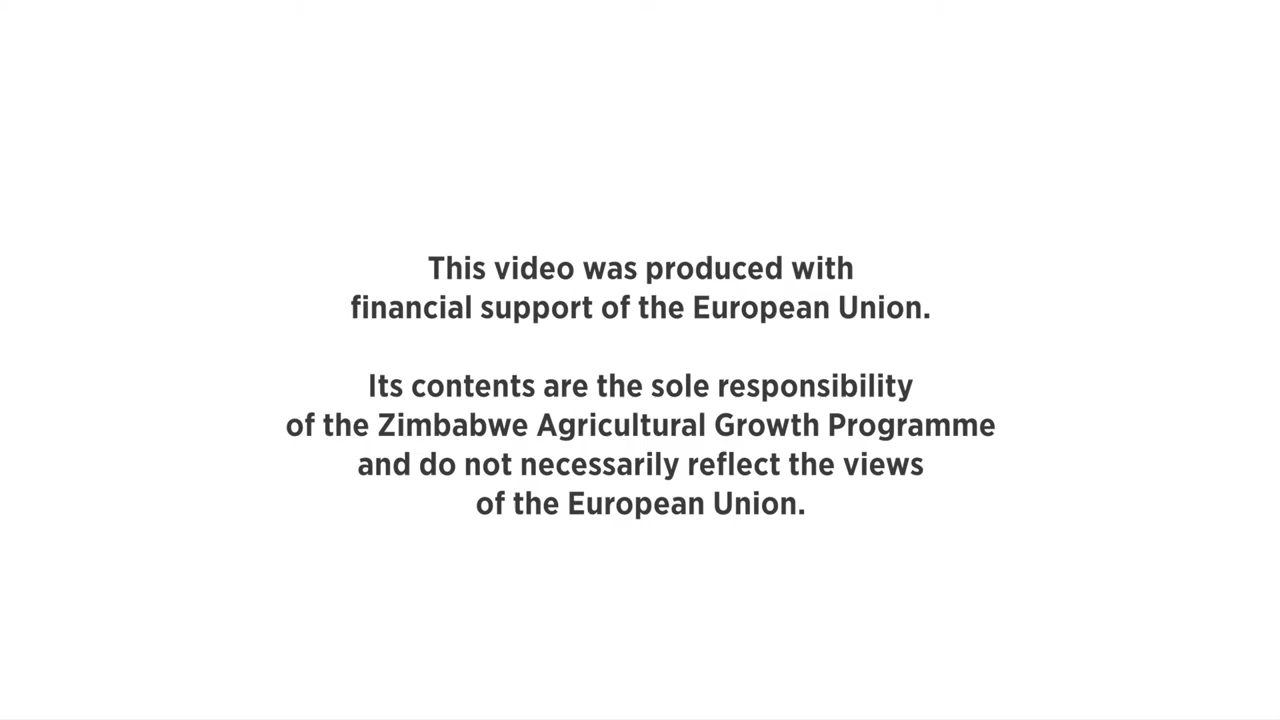 This video was produced with
financial support of the European Union.
Its contents are the sole responsibility
of the Zimbabwe Agricultural Growth Programme
and do not necessarily reflect the views
of the European Union.